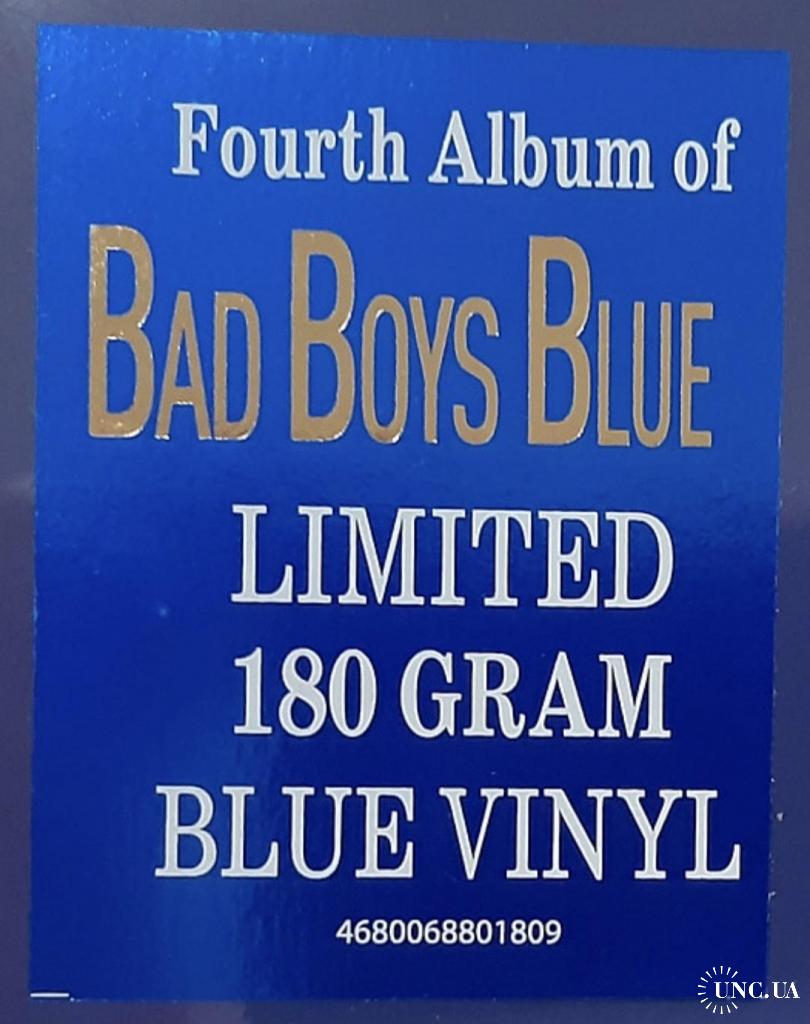 Fourth Album of
BAD BOYS BLUE
LIMITED
180 GRAM
BLUE VINYL
4680068801809
UNC.UA